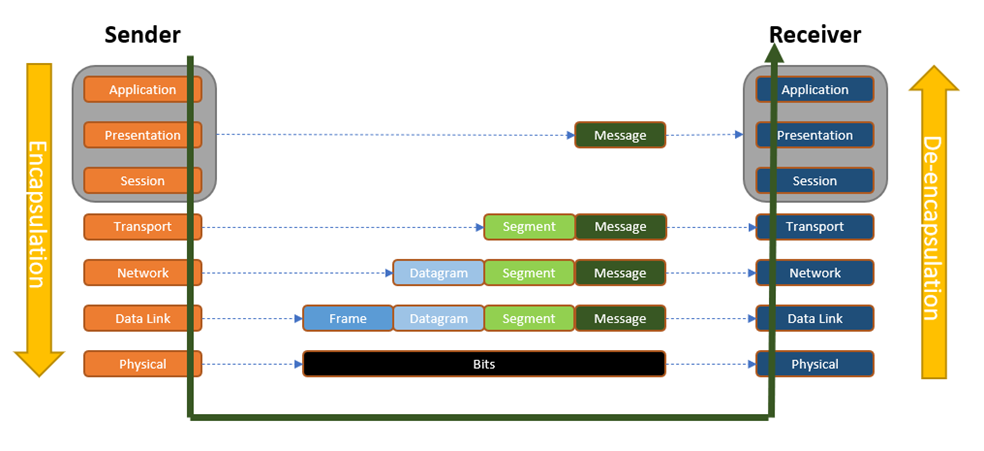 Sender
Receiver
Encapsulation
De-encapsulation
Application
Application
Presentation
Message
Presentation
Session
Session
Transport
Segment
Message
Transport
Network
Datagram
Segment
Message
Network
Data Link
Frame
Datagram
Segment
Message
Data Link
Physical
Bits
Physical